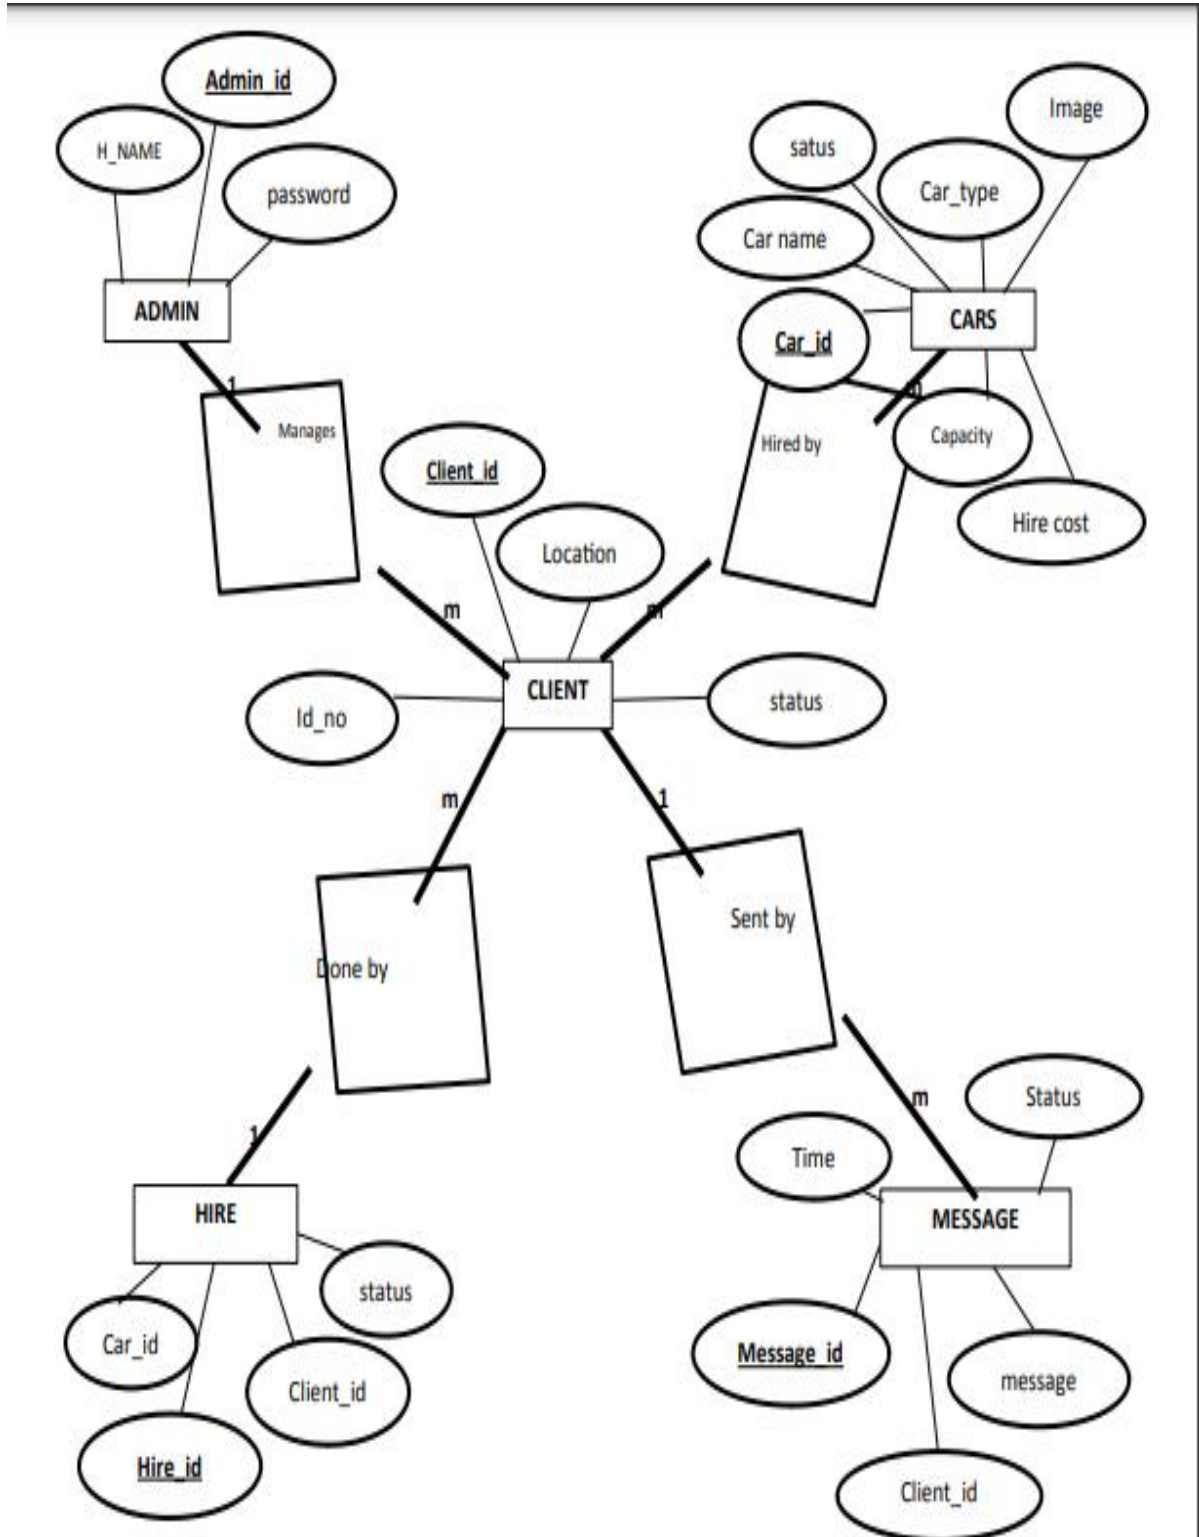 Admin_id
H_NAME
password
ADMIN
1
Manages
m
satus
Image
Car_type
Car name
CARS
Car_id
Hired by
Capacity
Hire cost
m
Client_id
Location
CLIENT
Id_no
status
m
1
Done by
Sent by
1
m
HIRE
status
Car_id
Client_id
Hire_id
Time
Status
MESSAGE
Message_id
message
Client_id